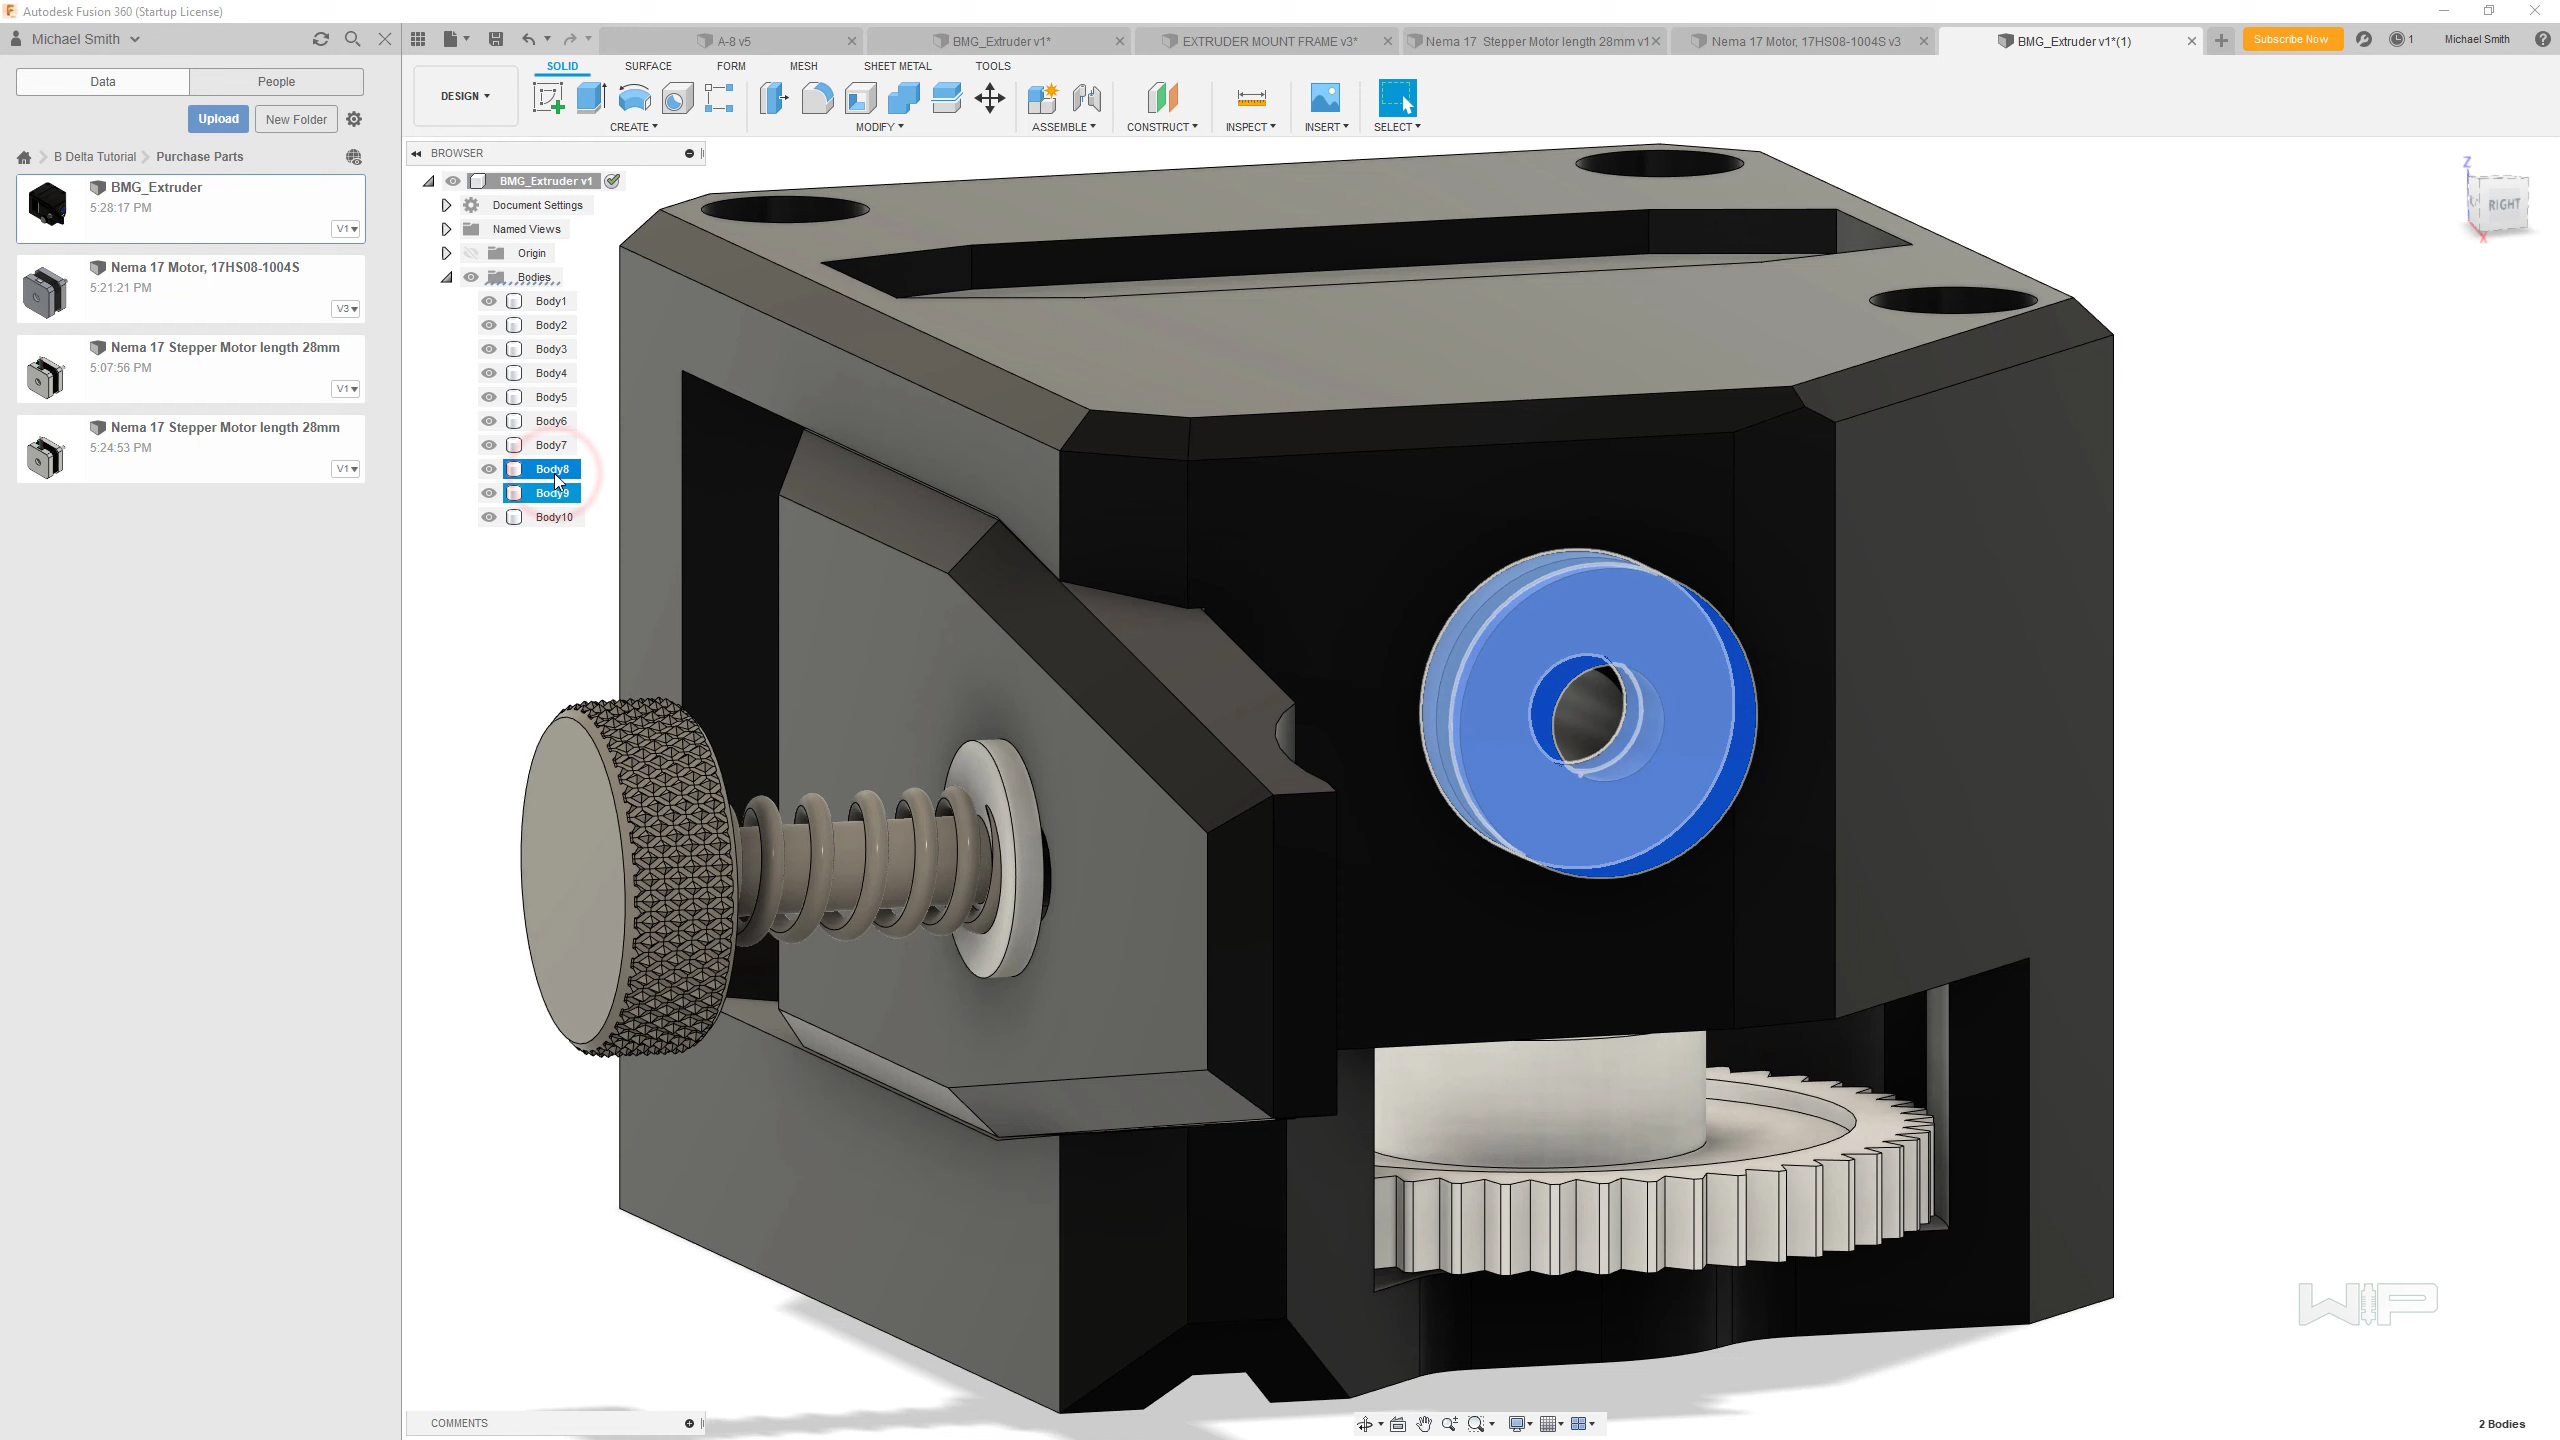 Autodesk Fusion 360 (Startup License)
Michael Smith
A-8 v5
BMG_Extruder v1*
EXTRUDER MOUNT FRAME v3*
Nema 17 Stepper Motor length 28mm v1
Nema 17 Motor, 17HS08-1004S v3
BMG_Extruder v1*(1)
Subscribe Now
1
Michael Smith
Data
People
SOLID
SURFACE
FORM
MESH
SHEET METAL
TOOLS
DESIGN
Upload
New Folder
CREATE
MODIFY
ASSEMBLE
CONSTRUCT
INSPECT
INSERT
SELECT
B Delta Tutorial
Purchase Parts
BROWSER
BMG_Extruder
5:28:17 PM
V1
Nema 17 Motor, 17HS08-1004S
5:21:21 PM
V3
Nema 17 Stepper Motor length 28mm
5:07:56 PM
V1
Nema 17 Stepper Motor length 28mm
5:24:53 PM
V1
BMG_Extruder v1
Document Settings
Named Views
Origin
Bodies
Body1
Body2
Body3
Body4
Body5
Body6
Body7
Body8
Body9
Body10
Z
RIGHT
X
WIP
COMMENTS
2 Bodies